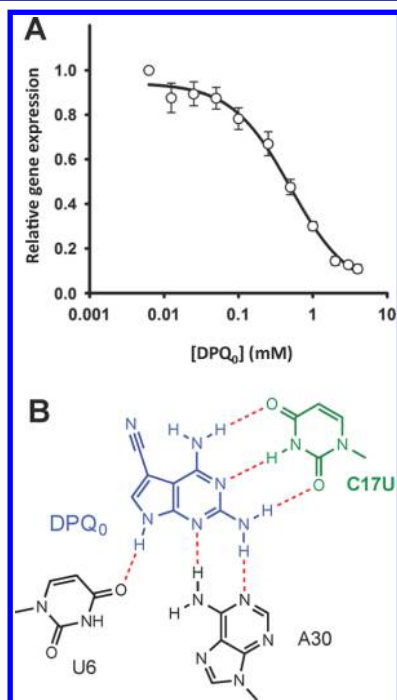 A
Relative gene expression
1.0
0.8
0.6
0.4
0.2
0.0
0.001 0.01 0.1 1 10
[DPQ₀] (mM)
B
N
H H
N
O
H N
N
N
O
C17U
DPQ₀
N
H
N
N
H
H
O
N
NH
O
U6
H
N
H
N
N
N
N
A30